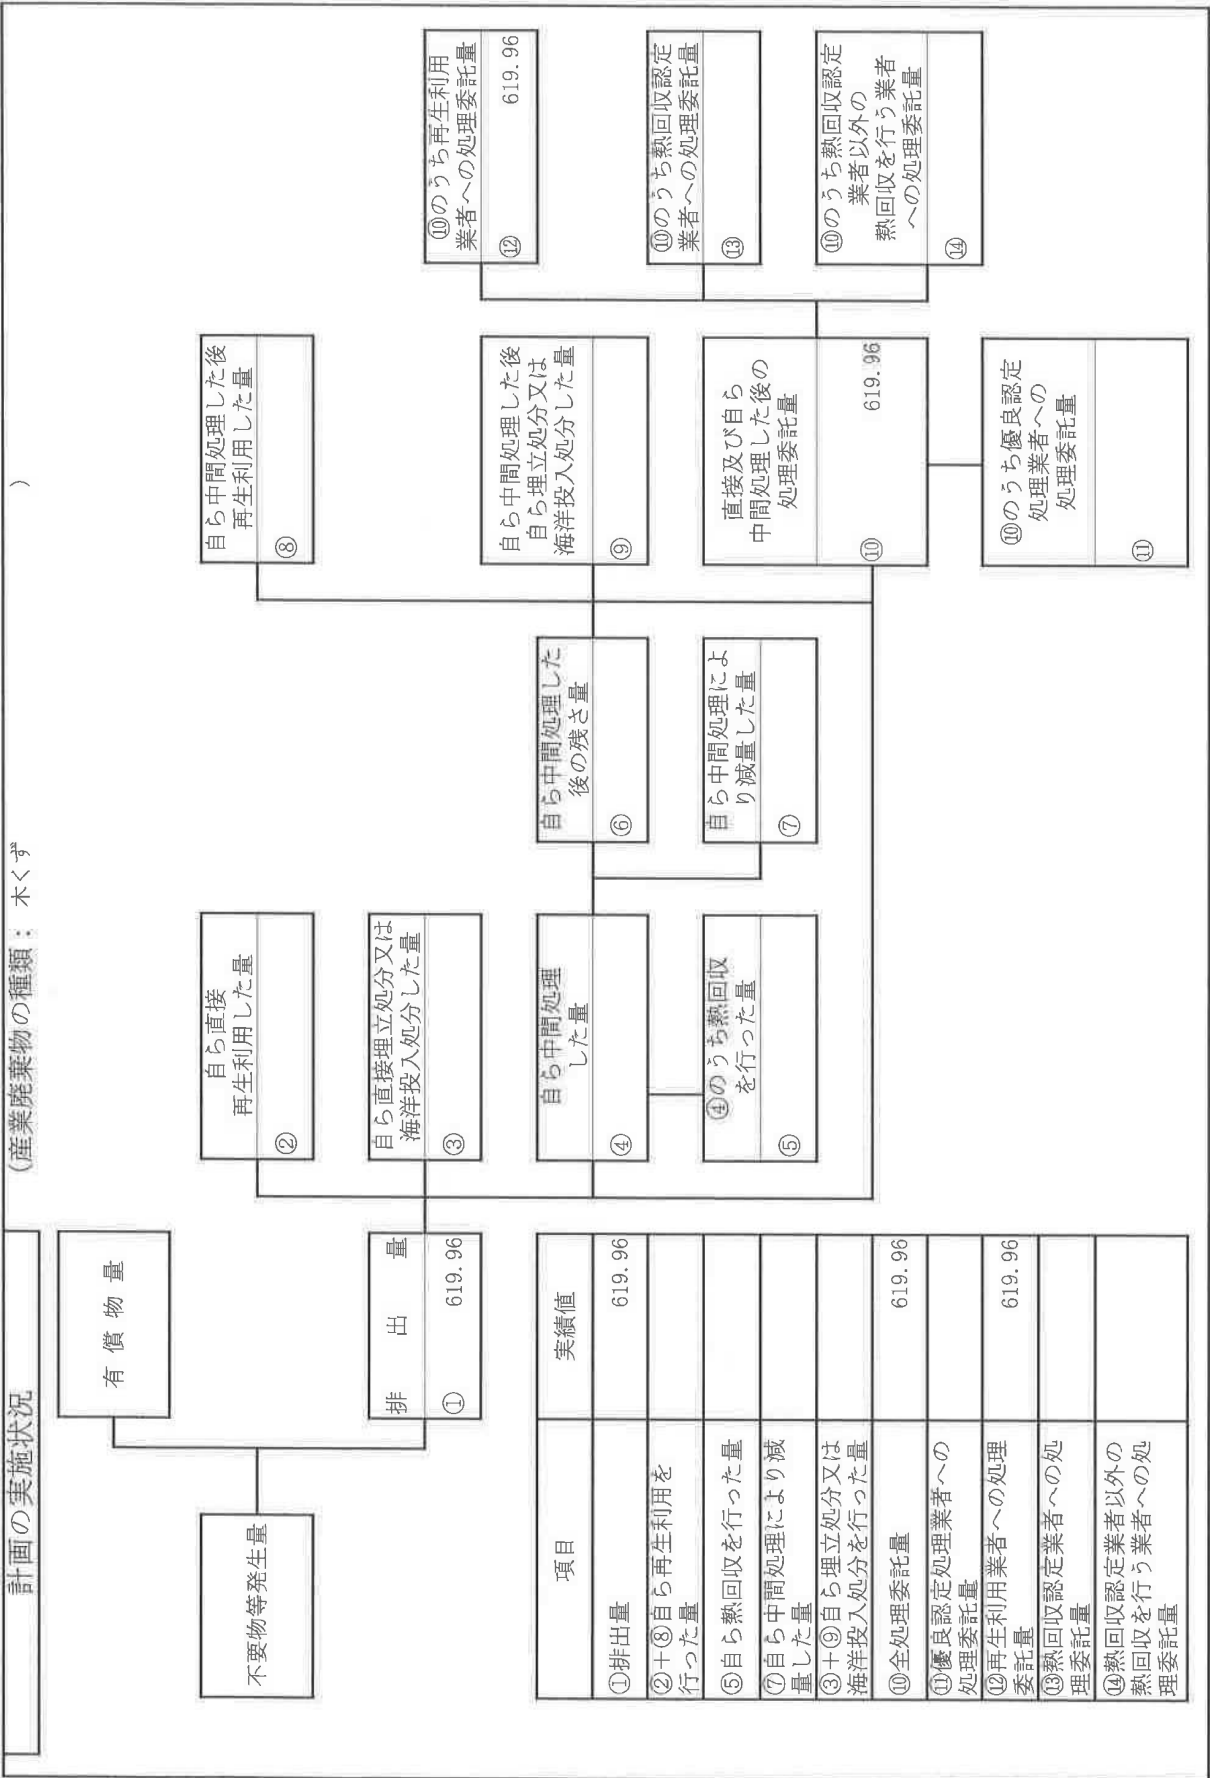 計画の実施状況
(産業廃棄物の種類： 木くず )
不要物等発生量
有 償 物 量
排 出 量
① 619.96
自ら直接
再生利用した量
②
自ら直接埋立処分又は
海洋投入処分した量
③
自ら中間処理
した量
④
④のうち熱回収
を行った量
⑤
自ら中間処理した
後の残さ量
⑥
自ら中間処理によ
り減量した量
⑦
自ら中間処理した後
再生利用した量
⑧
自ら中間処理した後
自ら埋立処分又は
海洋投入処分した量
⑨
直接及び自ら
中間処理した後の
処理委託量
⑩ 619.96
⑩のうち優良認定
処理業者への
処理委託量
⑪
⑩のうち再生利用
業者への処理委託量
⑫ 619.96
⑩のうち熱回収認定
業者への処理委託量
⑬
⑩のうち熱回収認定
業者以外の
熱回収を行う業者
への処理委託量
⑭
項目 実績値
①排出量 619.96
②＋⑧自ら再生利用を
行った量
⑤自ら熱回収を行った量
⑦自ら中間処理により減
量した量
③＋⑨自ら埋立処分又は
海洋投入処分を行った量
⑩全処理委託量 619.96
⑪優良認定処理業者への
処理委託量
⑫再生利用業者への処理
委託量 619.96
⑬熱回収認定業者への処
理委託量
⑭熱回収認定業者以外の
熱回収を行う業者への処
理委託量